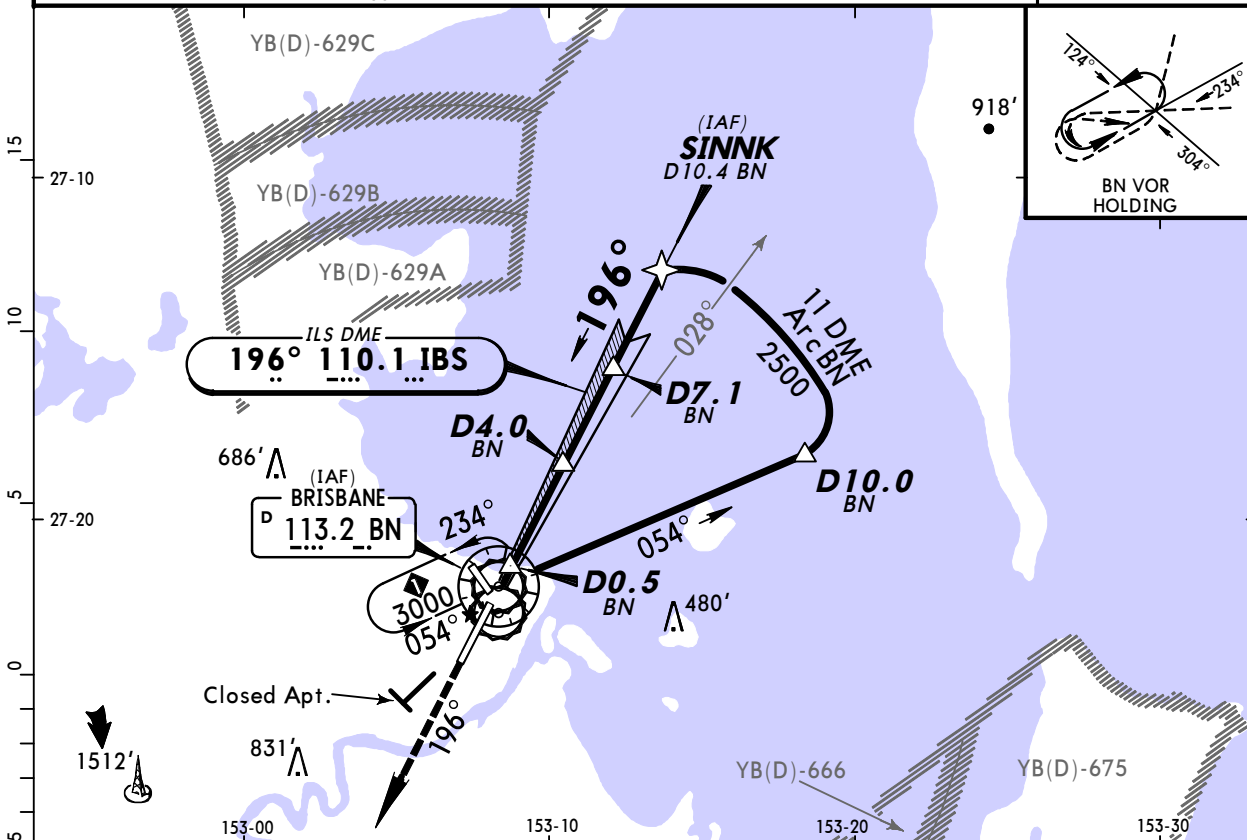 YB(D)-629C
15
27-10
YB(D)-629B
YB(D)-629A
(IAF)
SINNK
D10.4 BN
918'
124°
234°
304°
BN VOR
HOLDING
196°
028°
11 DME
Arc BN
2500
10
ILS DME
196° 110.1 IBS
D7.1
BN
D4.0
BN
686'
(IAF)
BRISBANE
D 113.2 BN
D10.0
BN
5
27-20
234°
054°
3000
054°
D0.5
BN
480'
0
Closed Apt.
196°
1512'
831'
YB(D)-666
YB(D)-675
5
153-00
153-10
153-20
153-30